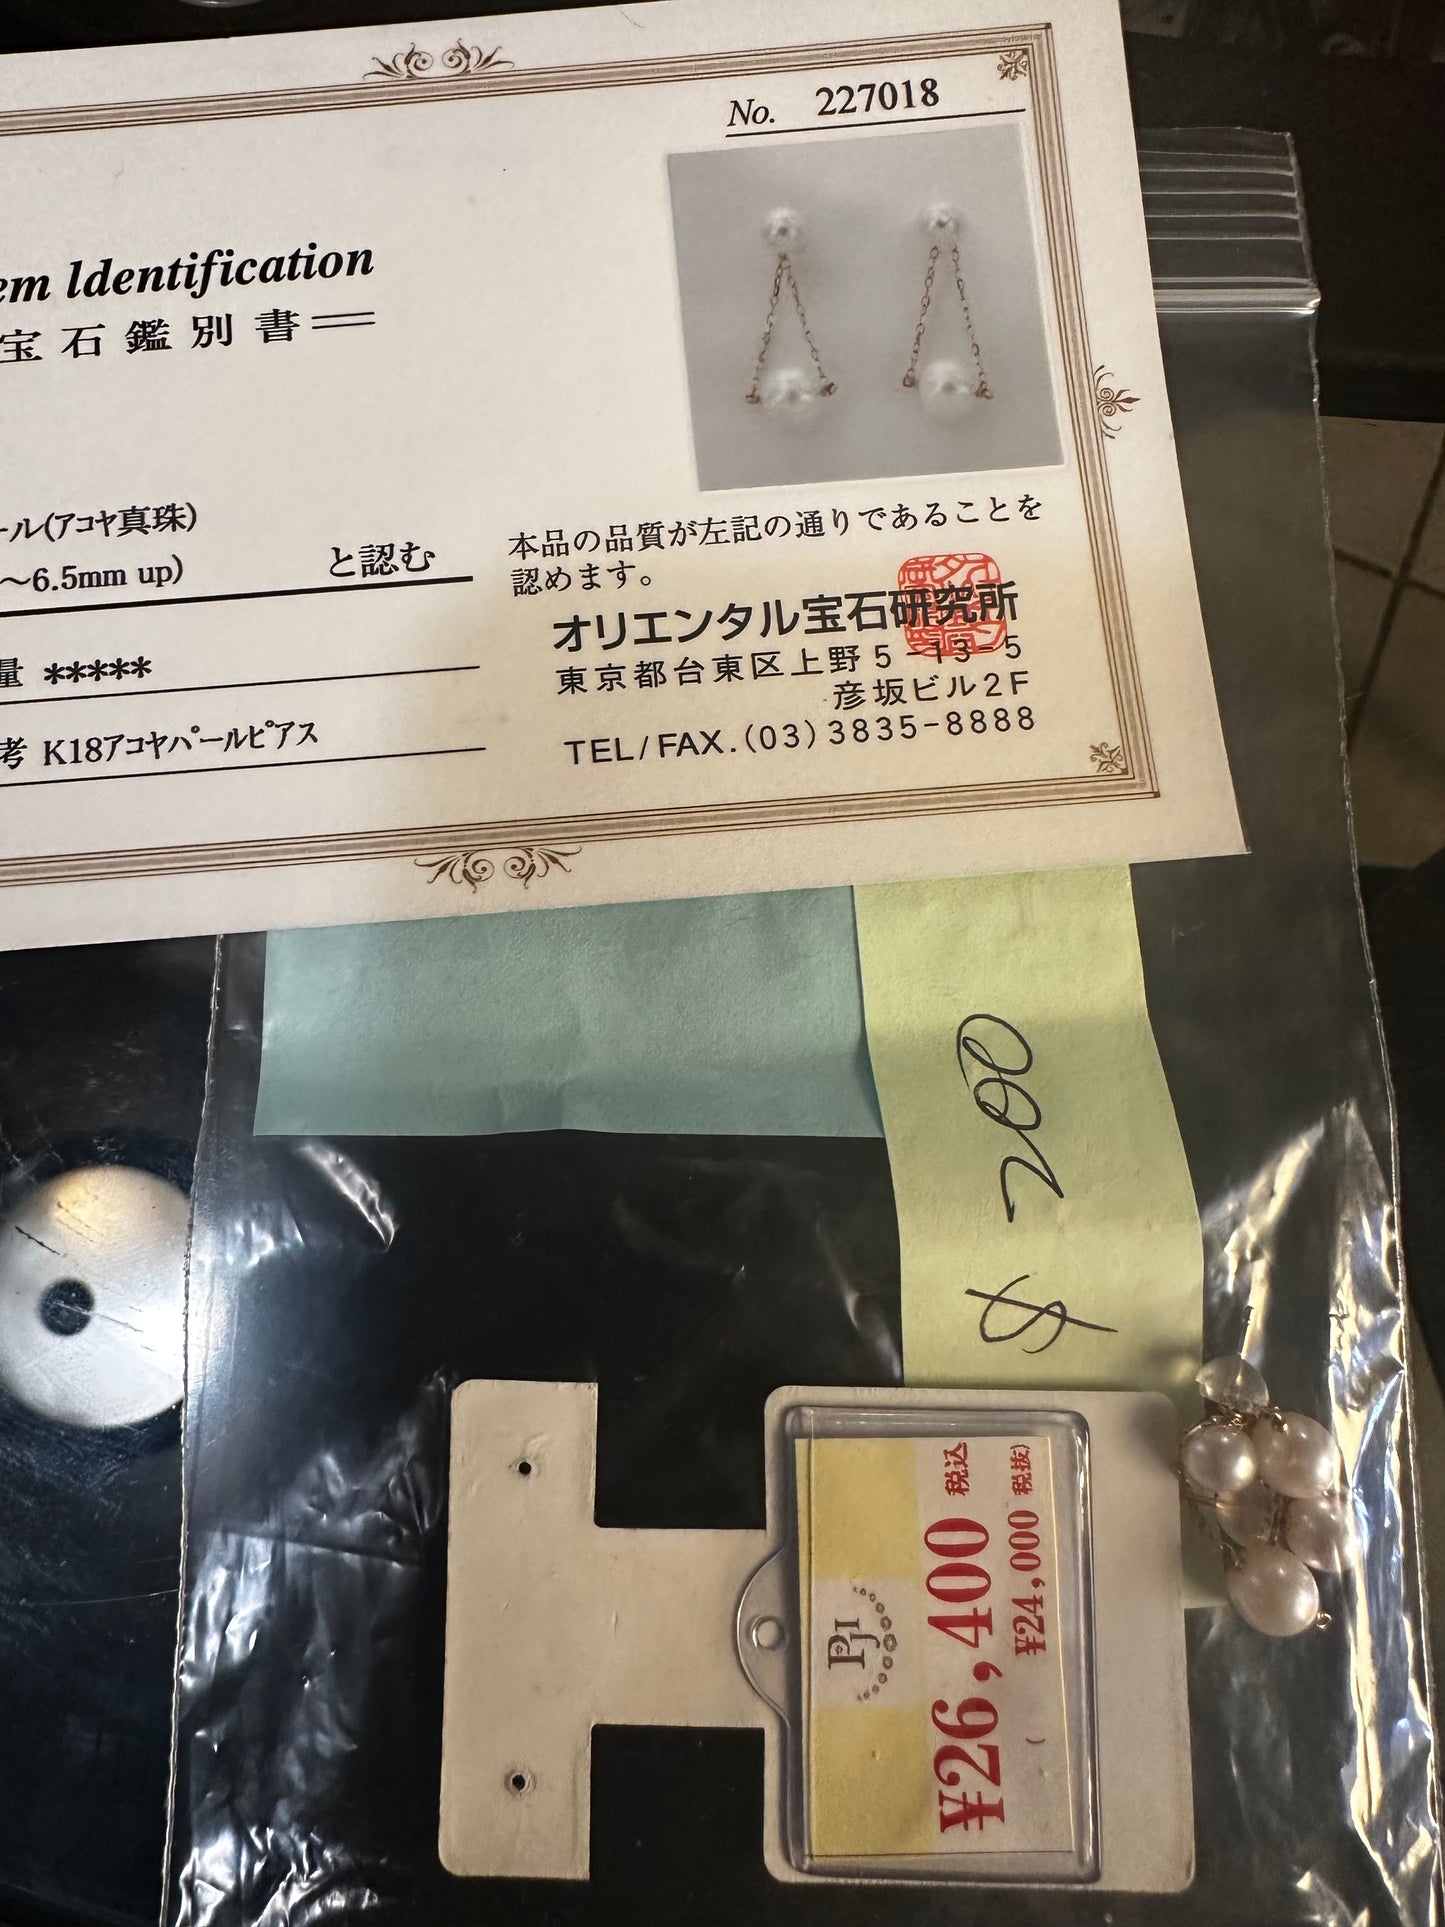 No. 227018
em Identification
宝石鑑別書
ール(アコヤ真珠)
～6.5mm up)
と認む
量 *****
考 K18アコヤパールピアス
本品の品質が左記の通りであることを
認めます。
オリエンタル宝石研究所
東京都台東区上野5-13-5
彦坂ビル2F
TEL/FAX.(03)3835-8888
$ 200
PJI
¥26,400 税込
¥24,000 税抜)